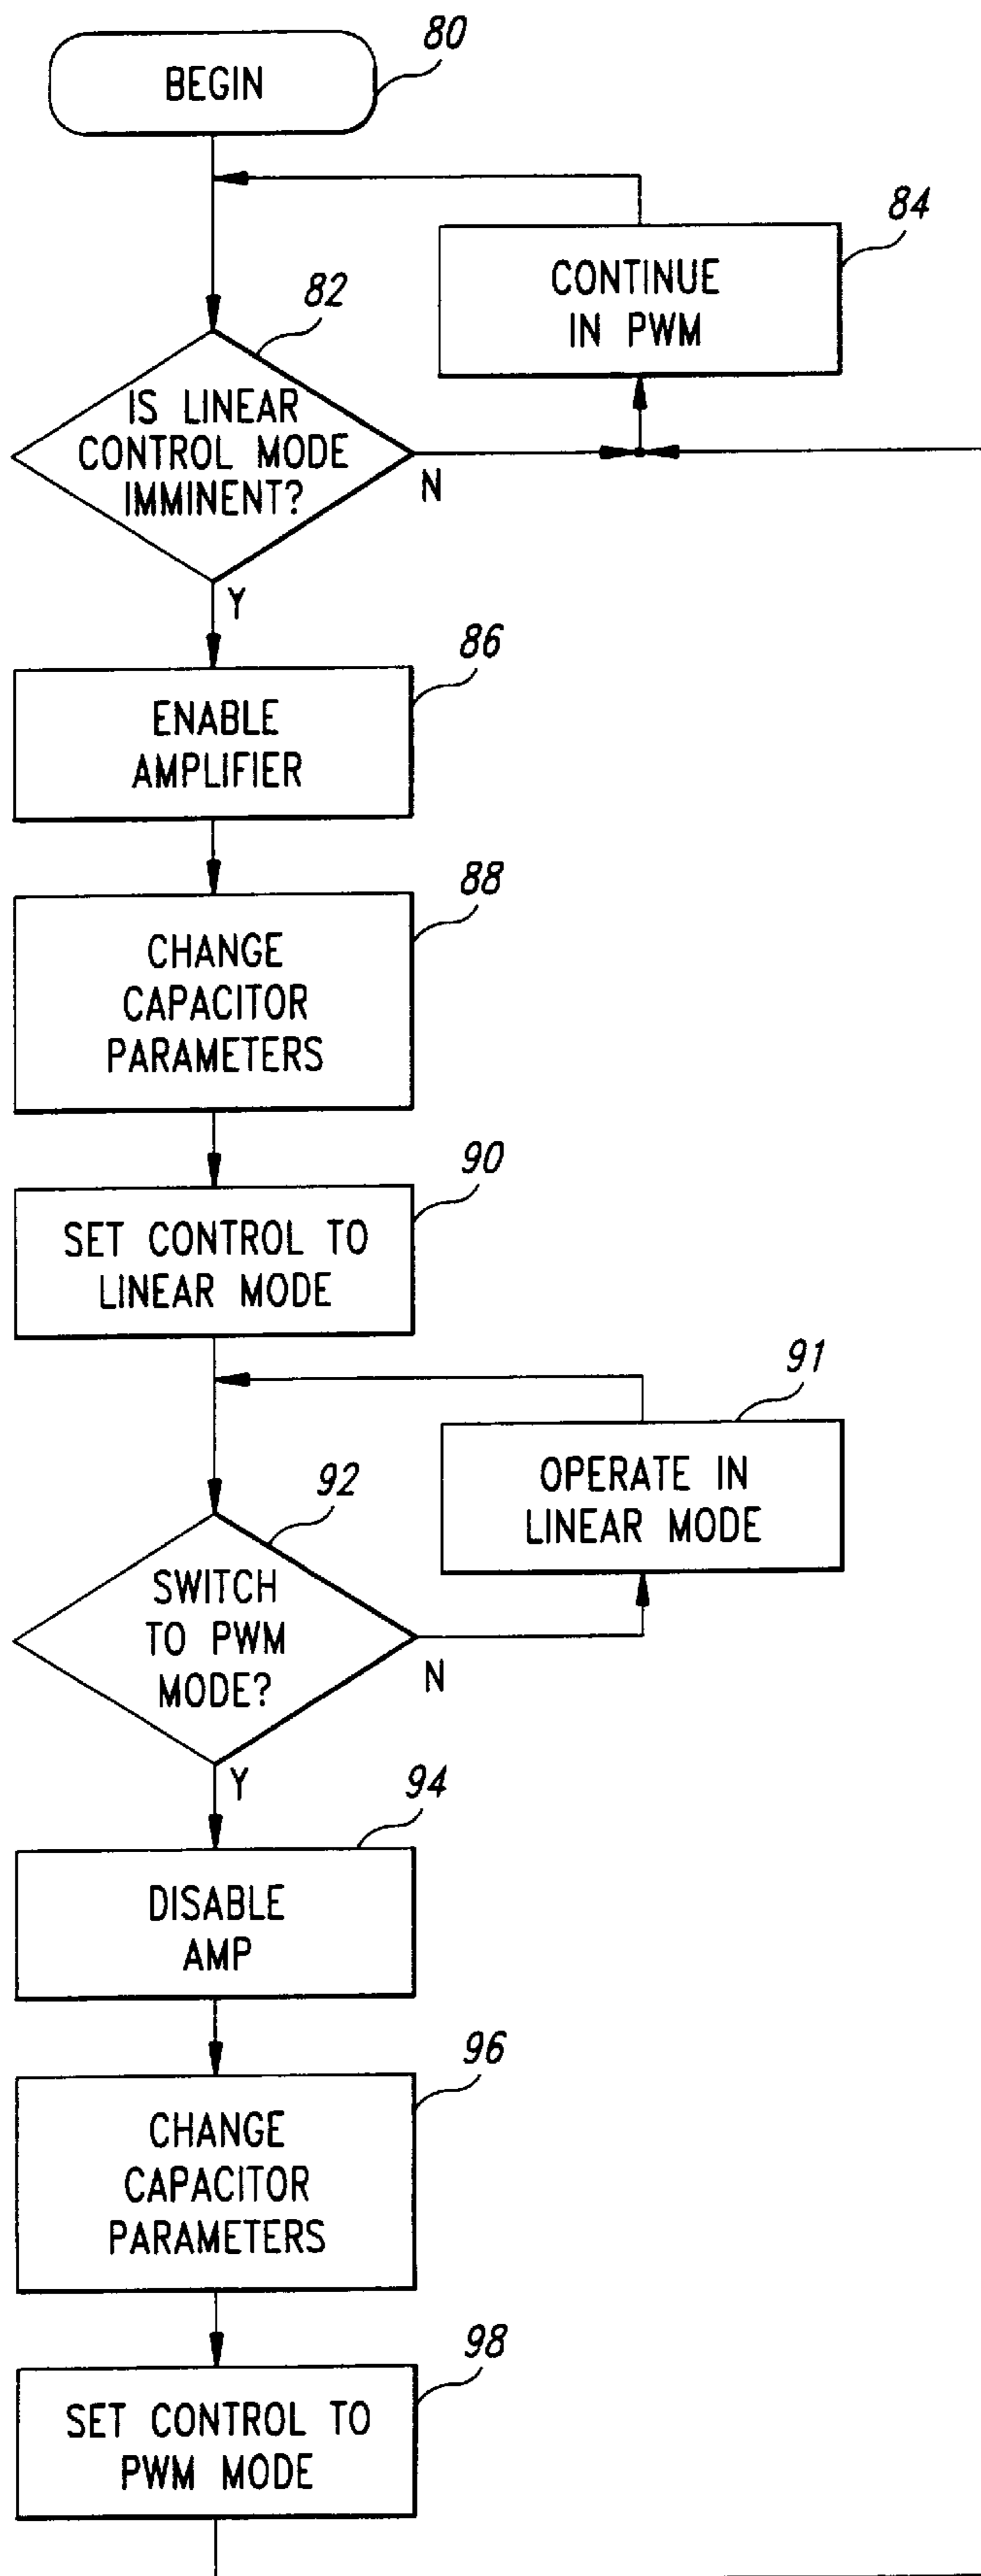 80
BEGIN
84
CONTINUE
IN PWM
82
IS LINEAR
CONTROL MODE
IMMINENT?
N
Y
86
ENABLE
AMPLIFIER
88
CHANGE
CAPACITOR
PARAMETERS
90
SET CONTROL TO
LINEAR MODE
91
OPERATE IN
LINEAR MODE
92
SWITCH
TO PWM
MODE?
N
Y
94
DISABLE
AMP
96
CHANGE
CAPACITOR
PARAMETERS
98
SET CONTROL TO
PWM MODE